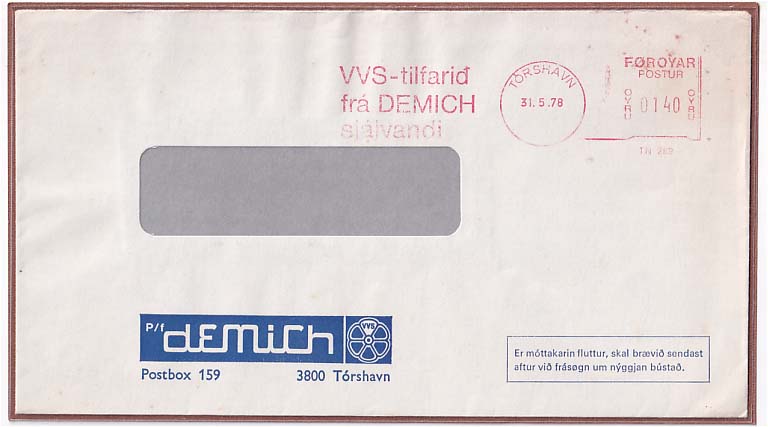 VVS-tilfarið
frá DEMICH
sjálvandi
TÓRSHAVN
31.5.78
FØROYAR
POSTUR
OYRU 0140 OYRU
P/f DEMICH VVS
Postbox 159 3800 Tórshavn
Er móttakarin fluttur, skal brævið sendast
aftur við frásøgn um nýggjan bústað.